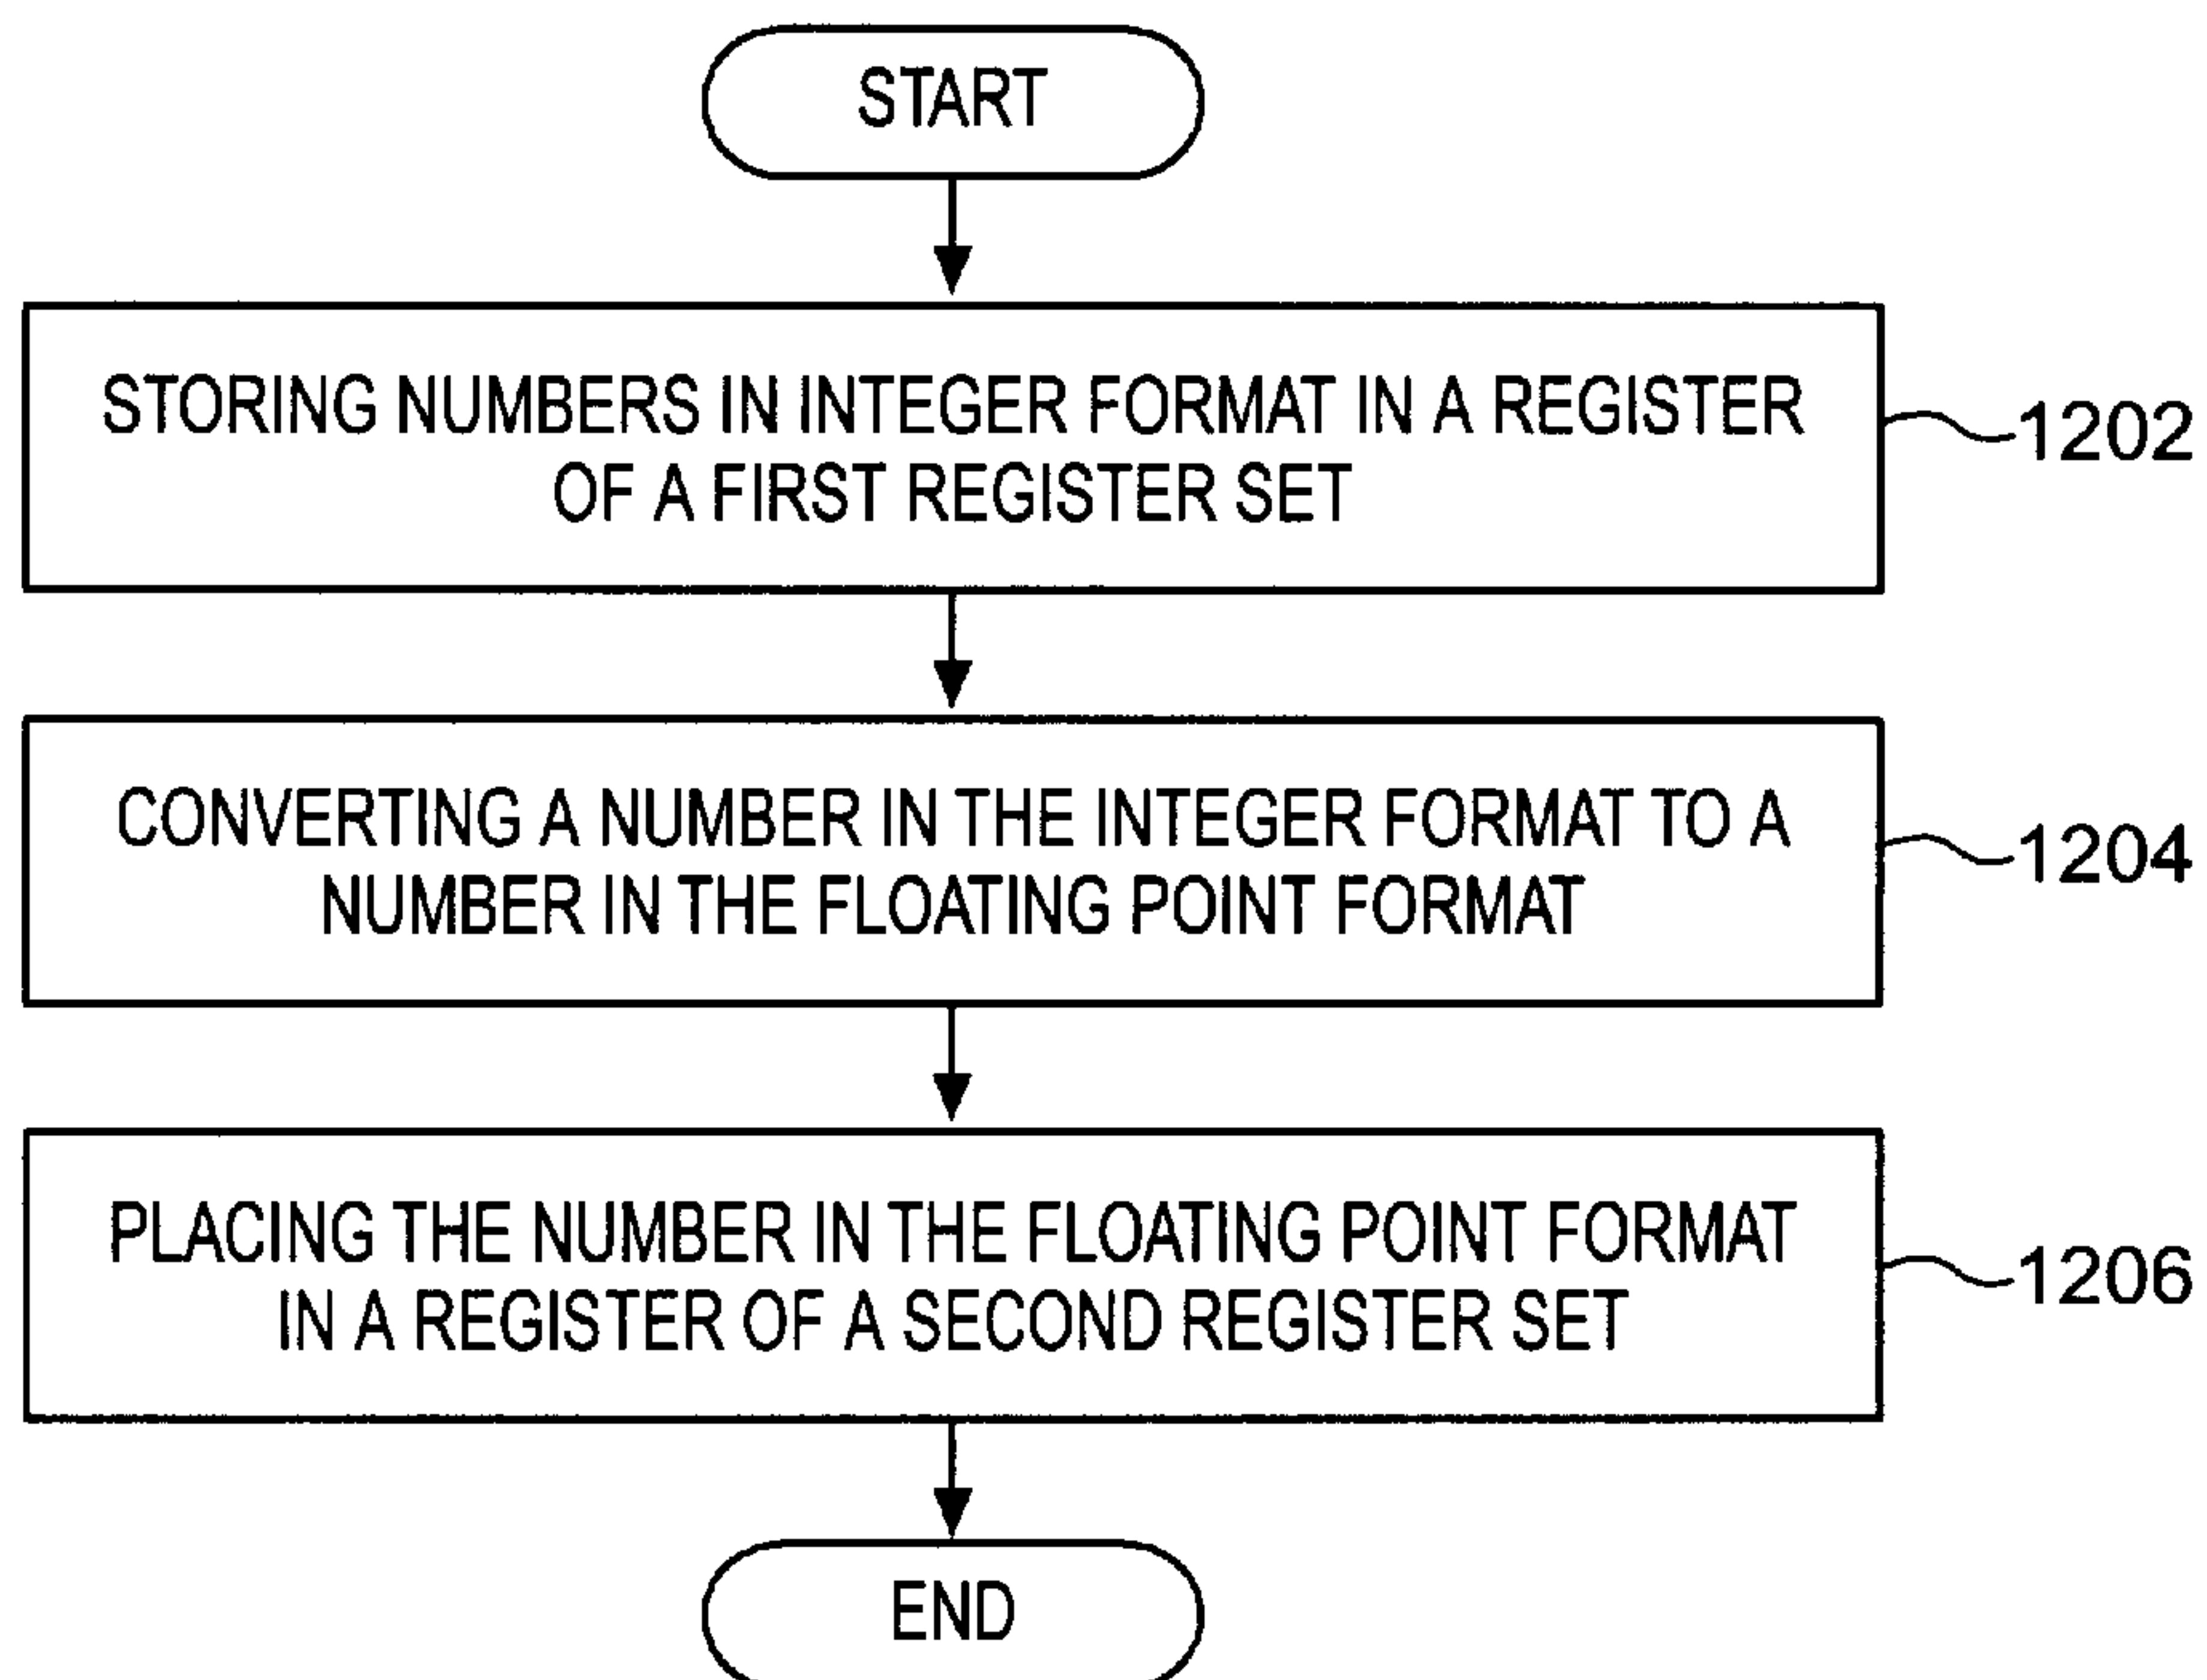 START
STORING NUMBERS IN INTEGER FORMAT IN A REGISTER
OF A FIRST REGISTER SET
1202
CONVERTING A NUMBER IN THE INTEGER FORMAT TO A
NUMBER IN THE FLOATING POINT FORMAT
1204
PLACING THE NUMBER IN THE FLOATING POINT FORMAT
IN A REGISTER OF A SECOND REGISTER SET
1206
END